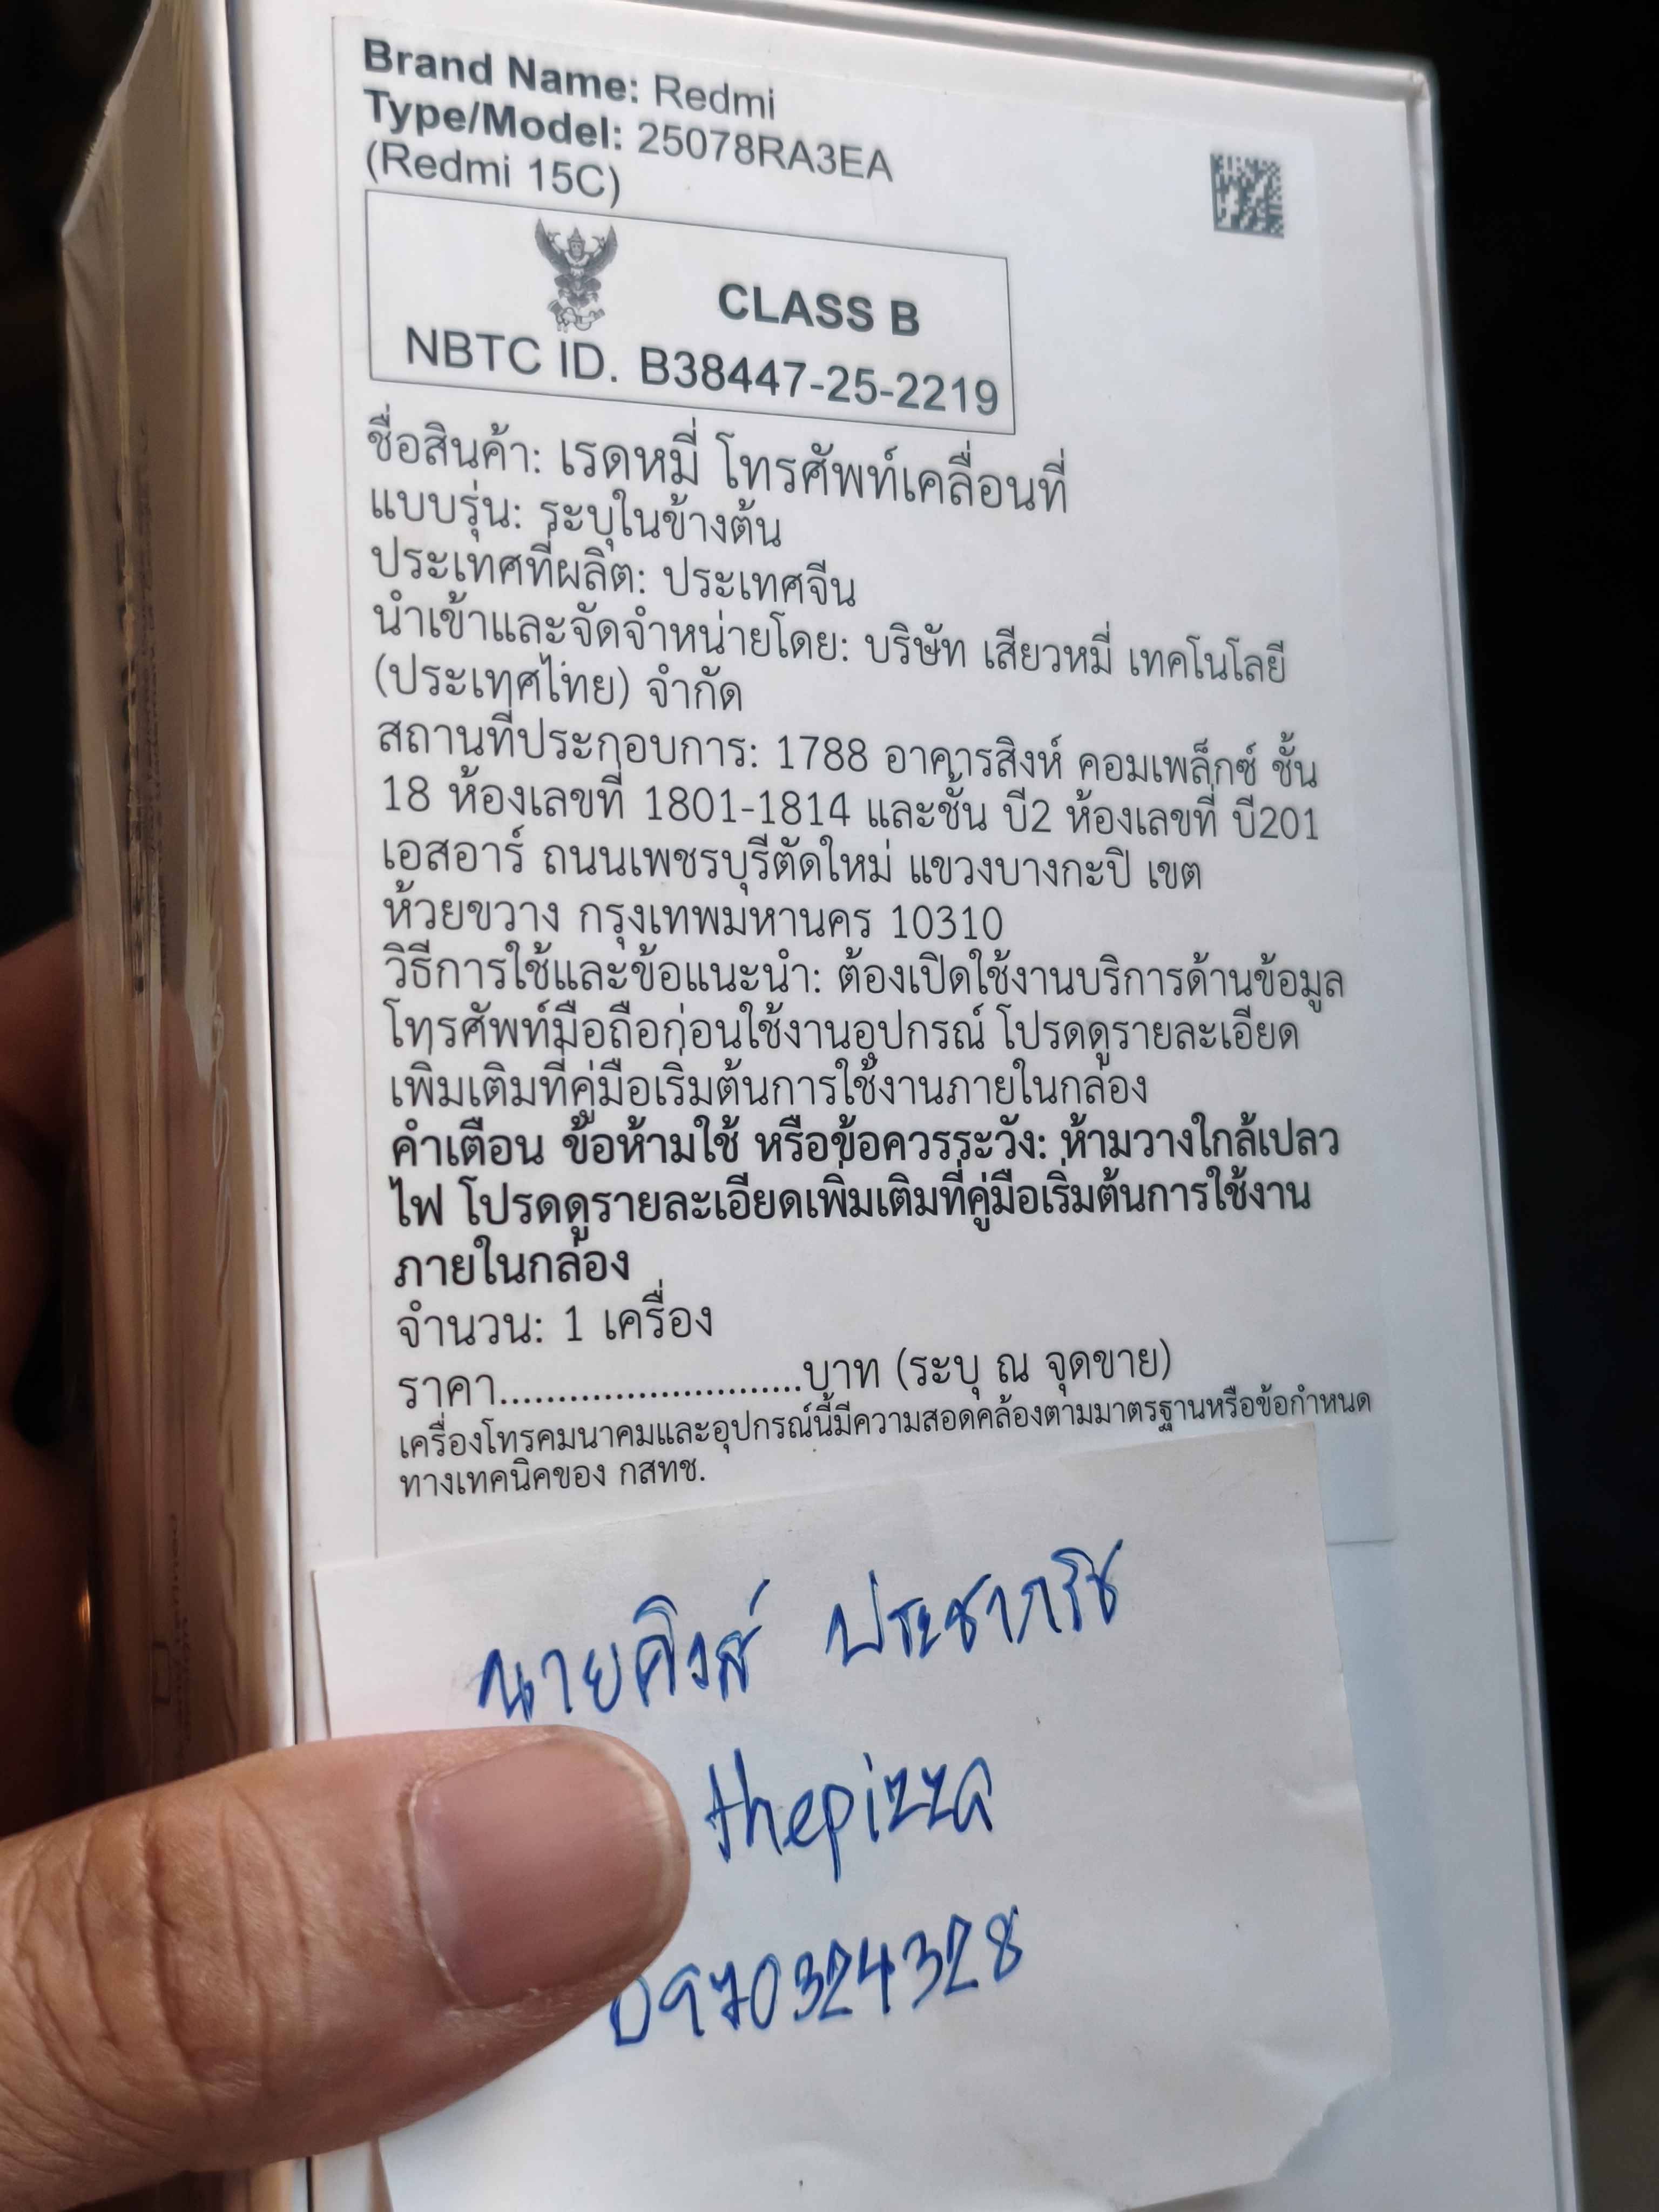 Brand Name: Redmi
Type/Model: 25078RA3EA
(Redmi 15C)
CLASS B
NBTC ID. B38447-25-2219
ชื่อสินค้า: เรดหมี่ โทรศัพท์เคลื่อนที่
แบบรุ่น: ระบุในข้างต้น
ประเทศที่ผลิต: ประเทศจีน
นำเข้าและจัดจำหน่ายโดย: บริษัท เสียวหมี่ เทคโนโลยี
(ประเทศไทย) จำกัด
สถานที่ประกอบการ: 1788 อาคารสิงห์ คอมเพล็กซ์ ชั้น
18 ห้องเลขที่ 1801-1814 และชั้น บี2 ห้องเลขที่ บี201
เอสอาร์ ถนนเพชรบุรีตัดใหม่ แขวงบางกะปิ เขต
ห้วยขวาง กรุงเทพมหานคร 10310
วิธีการใช้และข้อแนะนำ: ต้องเปิดใช้งานบริการด้านข้อมูล
โทรศัพท์มือถือก่อนใช้งานอุปกรณ์ โปรดดูรายละเอียด
เพิ่มเติมที่คู่มือเริ่มต้นการใช้งานภายในกล่อง
คำเตือน ข้อห้ามใช้ หรือข้อควรระวัง: ห้ามวางใกล้เปลว
ไฟ โปรดดูรายละเอียดเพิ่มเติมที่คู่มือเริ่มต้นการใช้งาน
ภายในกล่อง
จำนวน: 1 เครื่อง
ราคา..........................บาท (ระบุ ณ จุดขาย)
เครื่องโทรคมนาคมและอุปกรณ์นี้มีความสอดคล้องตามมาตรฐานหรือข้อกำหนด
ทางเทคนิคของ กสทช.
นาย
thepizza
0970324328